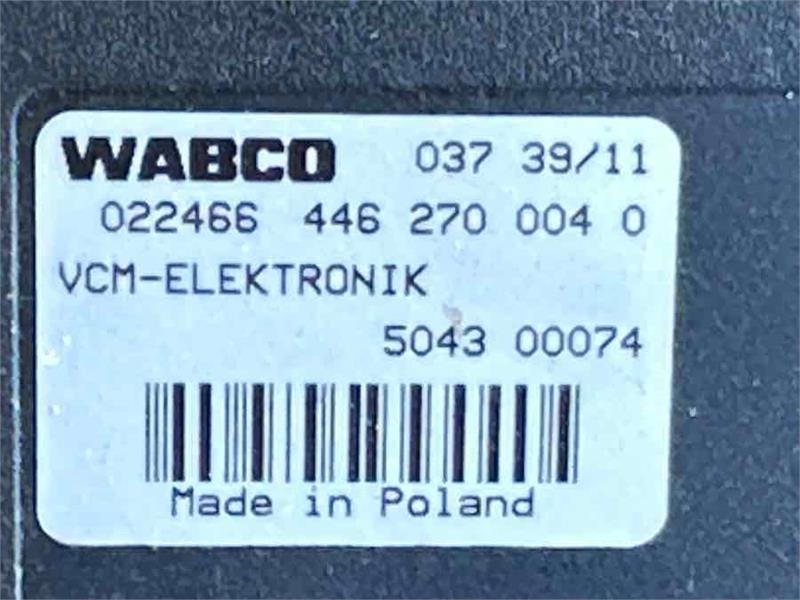 WABCO 037 39/11
022466 446 270 004 0
VCM-ELEKTRONIK
5043 00074
Made in Poland